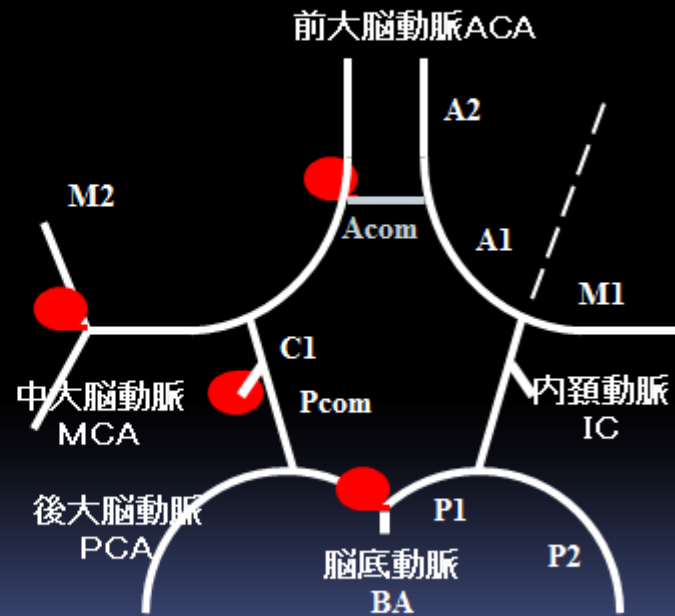 前大脳動脈ACA
A2
M2
Acom
A1
M1
C1
Pcom
中大脳動脈
MCA
内頚動脈
IC
後大脳動脈
PCA
P1
P2
脳底動脈
BA